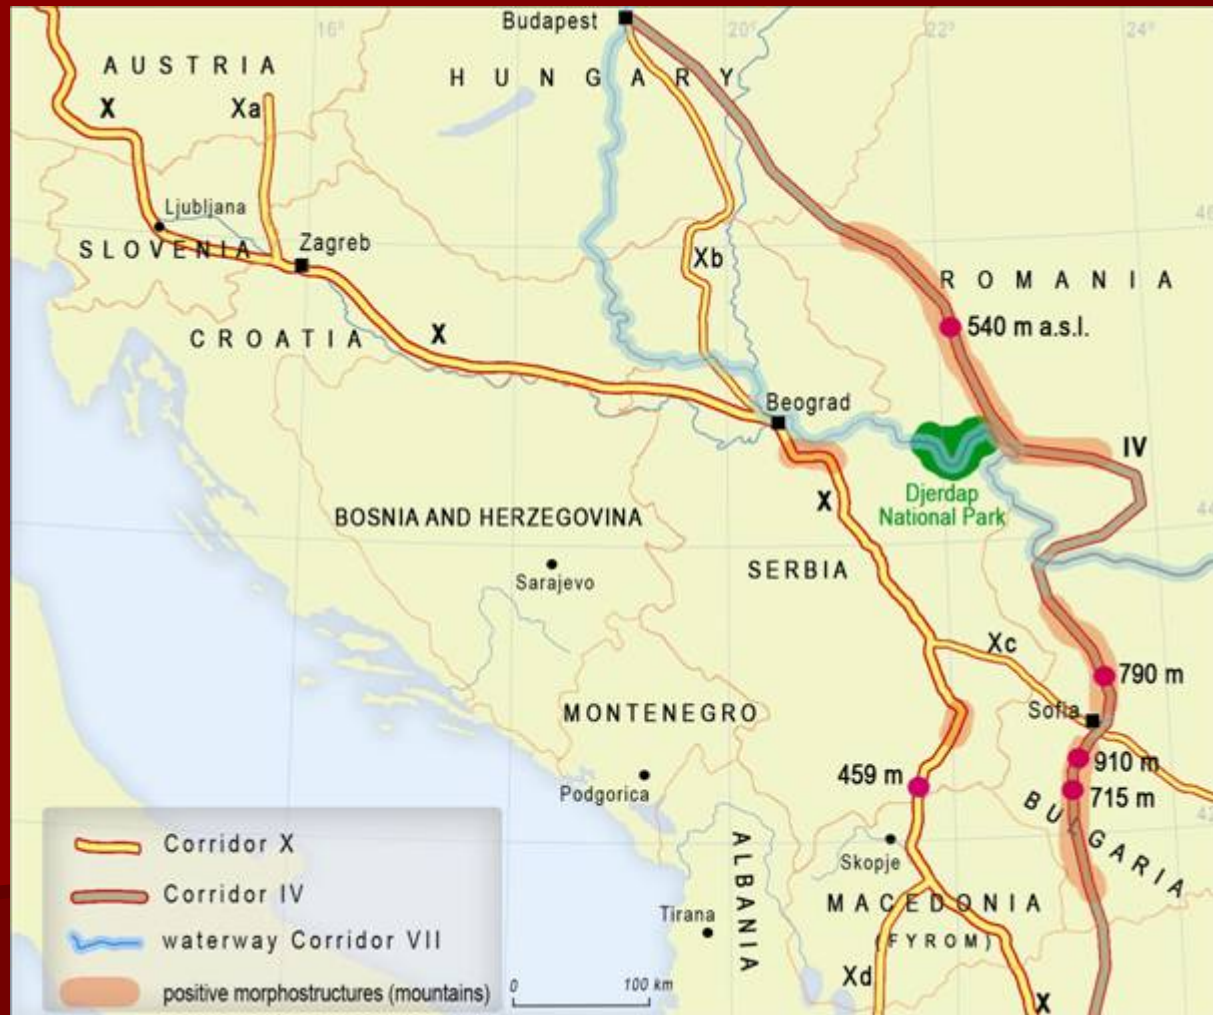 Budapest
16°
20°
22°
24°
AUSTRIA
HUNGARY
X
Xa
Ljubljana
SLOVENIA
Zagreb
Xb
ROMANIA
CROATIA
X
540 m a.s.l.
Beograd
IV
Djerdap
National Park
X
BOSNIA AND HERZEGOVINA
44
Sarajevo
SERBIA
Xc
790 m
MONTENEGRO
Sofia
910 m
459 m
715 m
Podgorica
BULGARIA
42
Corridor X
Skopje
ALBANIA
Corridor IV
MACEDONIA
Tirana
(FYROM)
waterway Corridor VII
Xd
positive morphostructures (mountains)
0
100 km
X